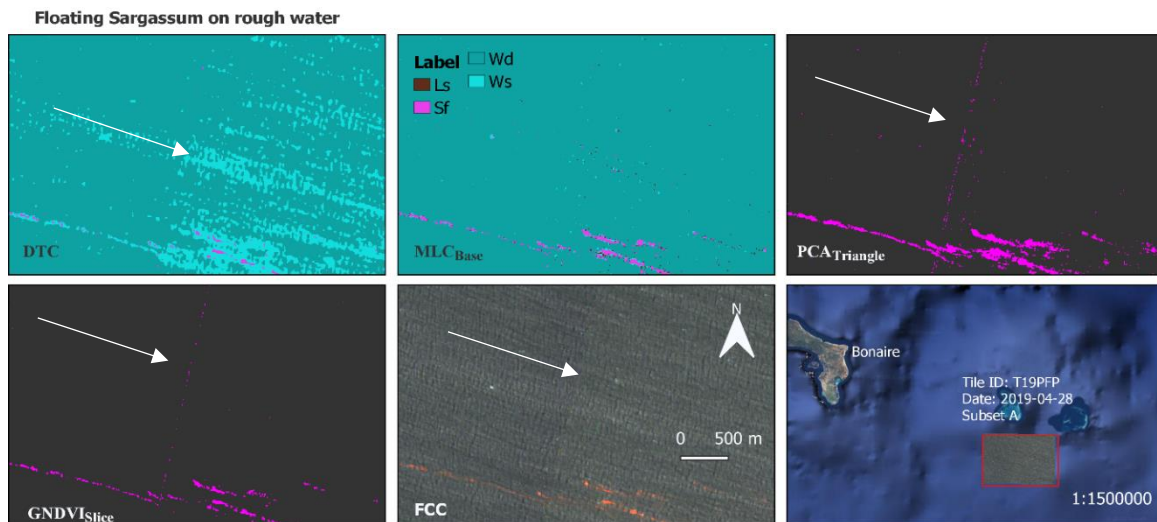 Floating Sargassum on rough water
DTC
Label
Ls
Sf
Wd
Ws
MLCBase
PCATriangle
GNDVISlice
N
0 500 m
FCC
Bonaire
Tile ID: T19PFP
Date: 2019-04-28
Subset A
1:1500000